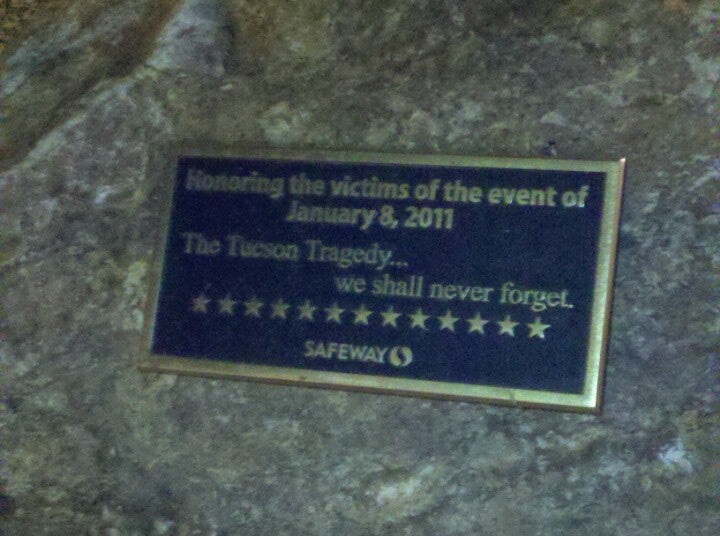 Honoring the victims of the event of
January 8, 2011
The Tucson Tragedy...
we shall never forget.
SAFEWAY